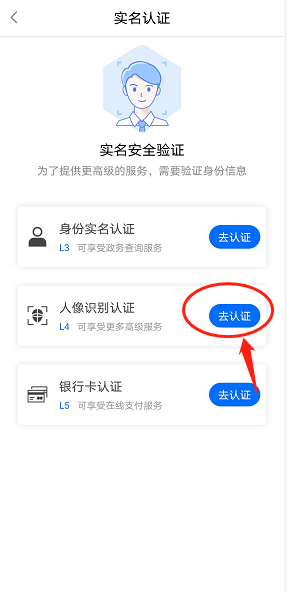 实名认证
实名安全验证
为了提供更高级的服务，需要验证身份信息
身份实名认证
L3 可享受政务查询服务
去认证
人像识别认证
L4 可享受更多高级服务
去认证
银行卡认证
L5 可享受在线支付服务
去认证